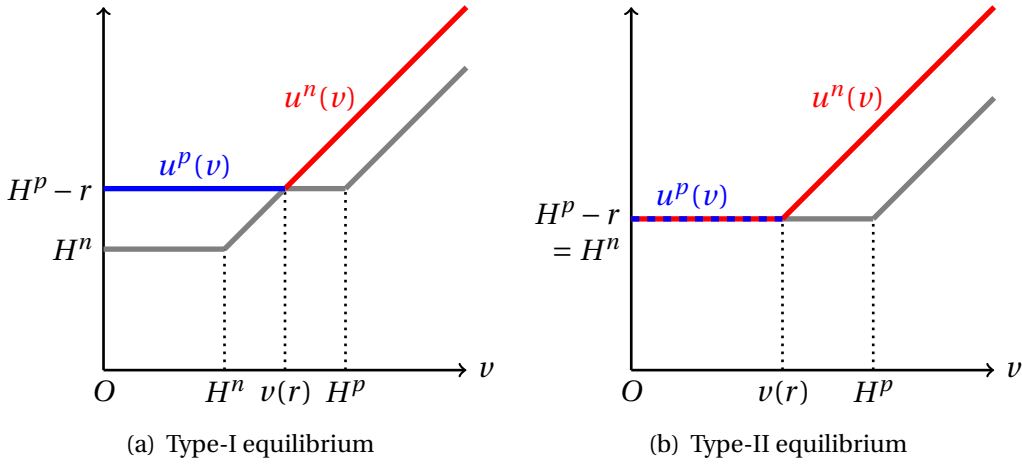 u^n(v)
u^p(v)
H^p − r
H^n
O
H^n
v(r)
H^p
v
(a) Type-I equilibrium
u^n(v)
u^p(v)
H^p − r
= H^n
O
v(r)
H^p
v
(b) Type-II equilibrium